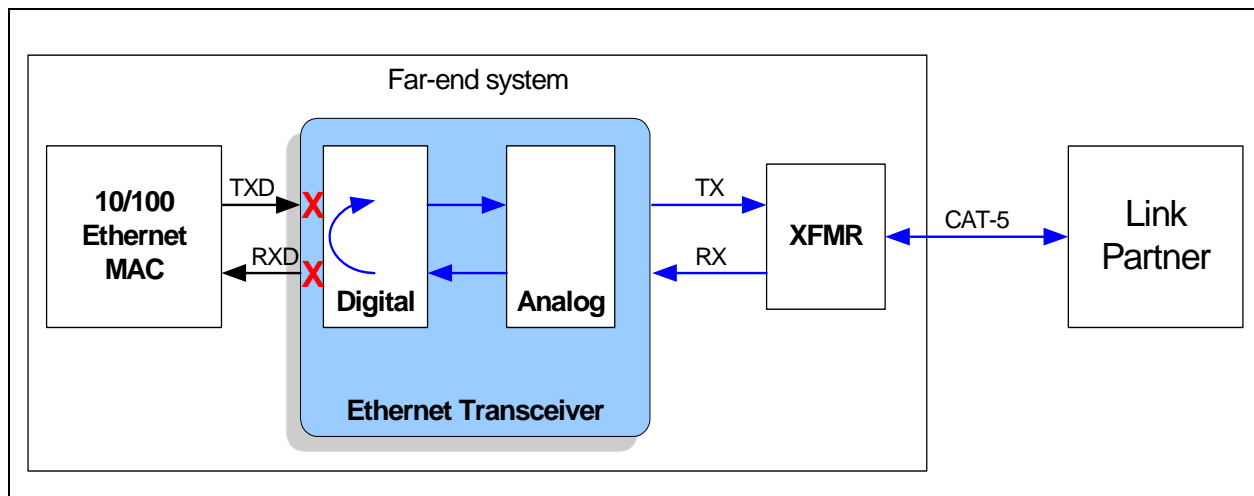 Far-end system
10/100
Ethernet
MAC
TXD
X
RXD
X
Digital
Analog
Ethernet Transceiver
TX
RX
XFMR
CAT-5
Link
Partner